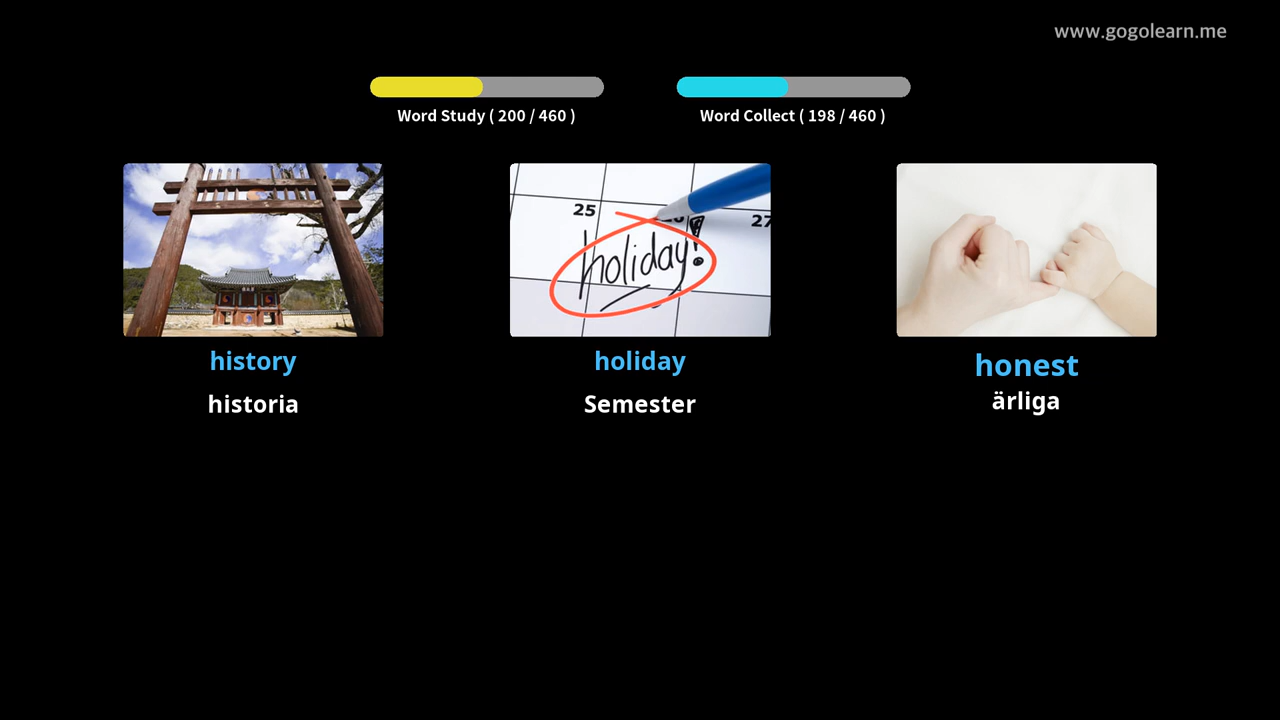 www.gogolearn.me
Word Study ( 200 / 460 )
Word Collect ( 198 / 460 )
25
27
holiday!
history
holiday
honest
historia
Semester
ärliga